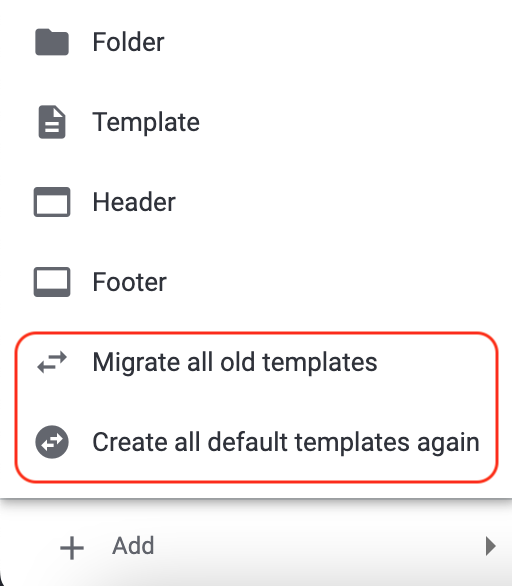 Folder
Template
Header
Footer
Migrate all old templates
Create all default templates again
Add